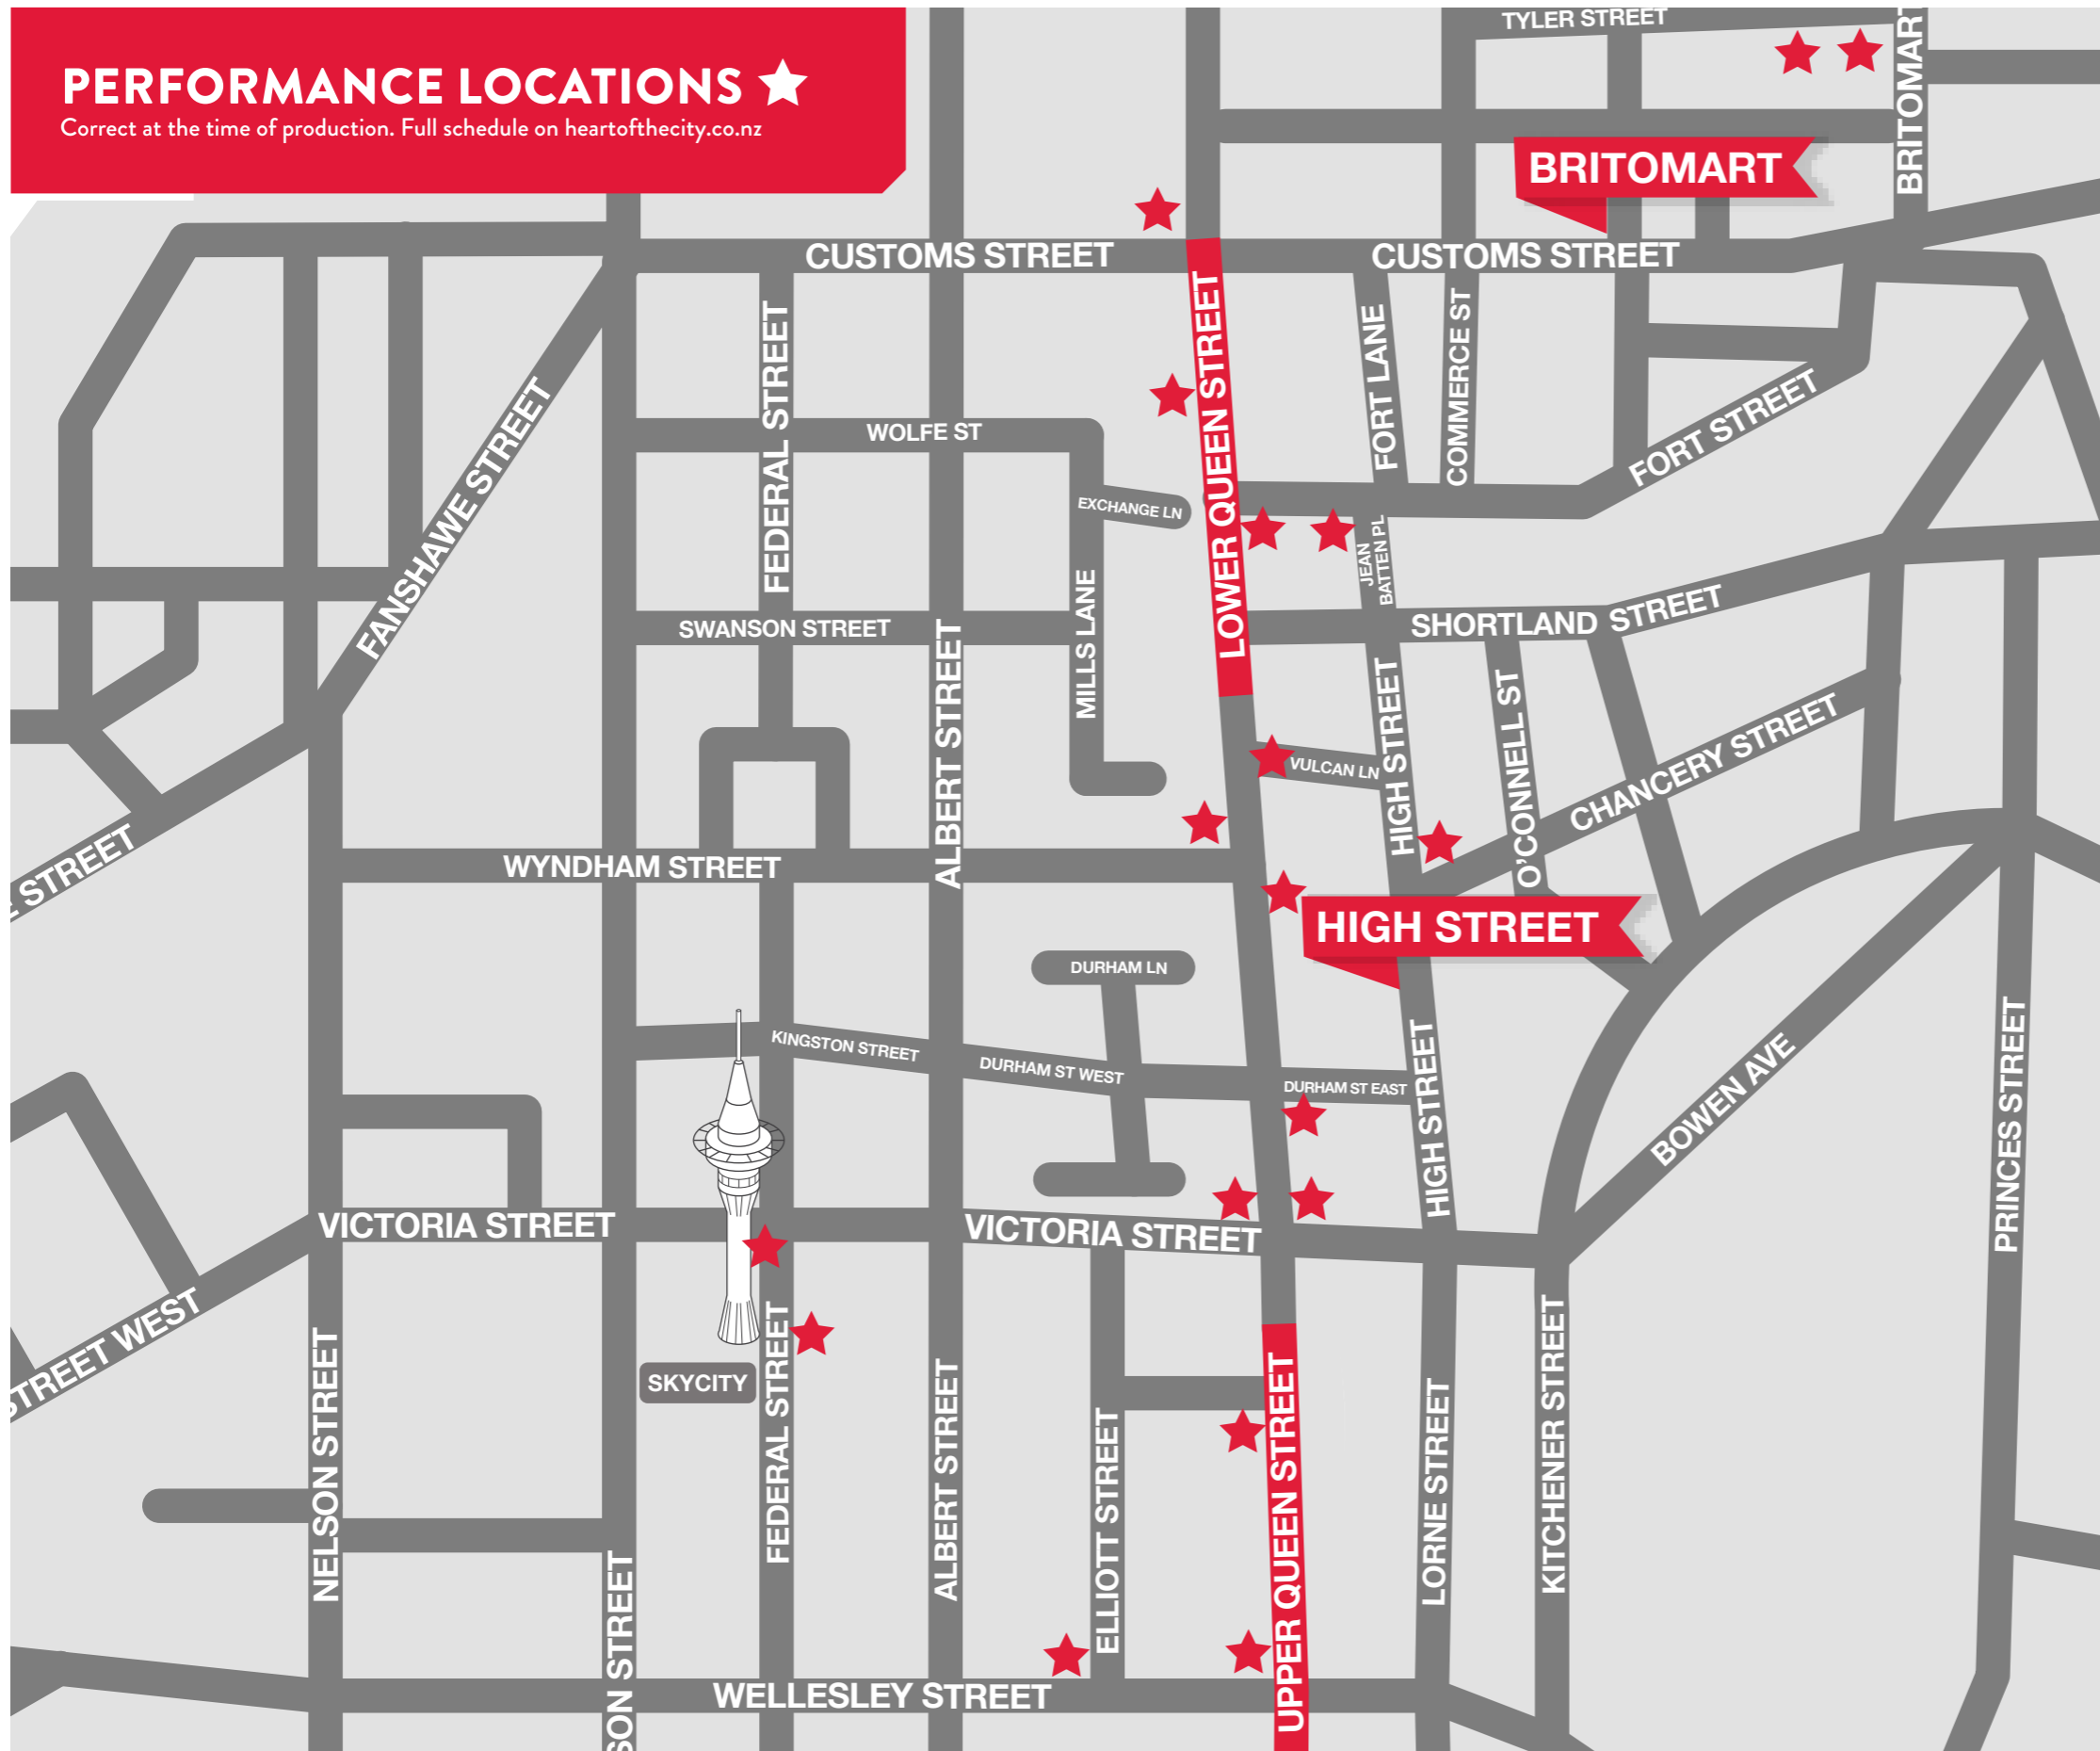 PERFORMANCE LOCATIONS
Correct at the time of production. Full schedule on heartofthecity.co.nz
TYLER STREET
BRITOMART
BRITOMART
CUSTOMS STREET
CUSTOMS STREET
LOWER QUEEN STREET
FEDERAL STREET
FORT LANE
COMMERCE ST
FORT STREET
FANSHAWE STREET
WOLFE ST
EXCHANGE LN
JEAN
BATTEN PL
MILLS LANE
SWANSON STREET
ALBERT STREET
SHORTLAND STREET
HIGH STREET
O'CONNELL ST
VULCAN LN
CHANCERY STREET
STREET
WYNDHAM STREET
HIGH STREET
DURHAM LN
KINGSTON STREET
DURHAM ST WEST
DURHAM ST EAST
HIGH STREET
BOWEN AVE
PRINCES STREET
VICTORIA STREET
VICTORIA STREET
STREET WEST
SKYCITY
NELSON STREET
FEDERAL STREET
ALBERT STREET
ELLIOTT STREET
UPPER QUEEN STREET
LORNE STREET
KITCHENER STREET
SON STREET
WELLESLEY STREET